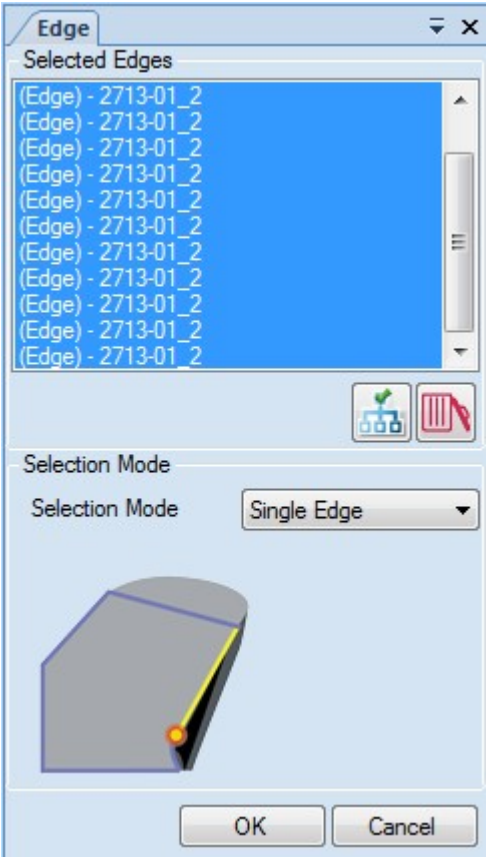 Edge
Selected Edges
(Edge) - 2713-01_2
(Edge) - 2713-01_2
(Edge) - 2713-01_2
(Edge) - 2713-01_2
(Edge) - 2713-01_2
(Edge) - 2713-01_2
(Edge) - 2713-01_2
(Edge) - 2713-01_2
(Edge) - 2713-01_2
(Edge) - 2713-01_2
(Edge) - 2713-01_2
Selection Mode
Selection Mode Single Edge
OK Cancel